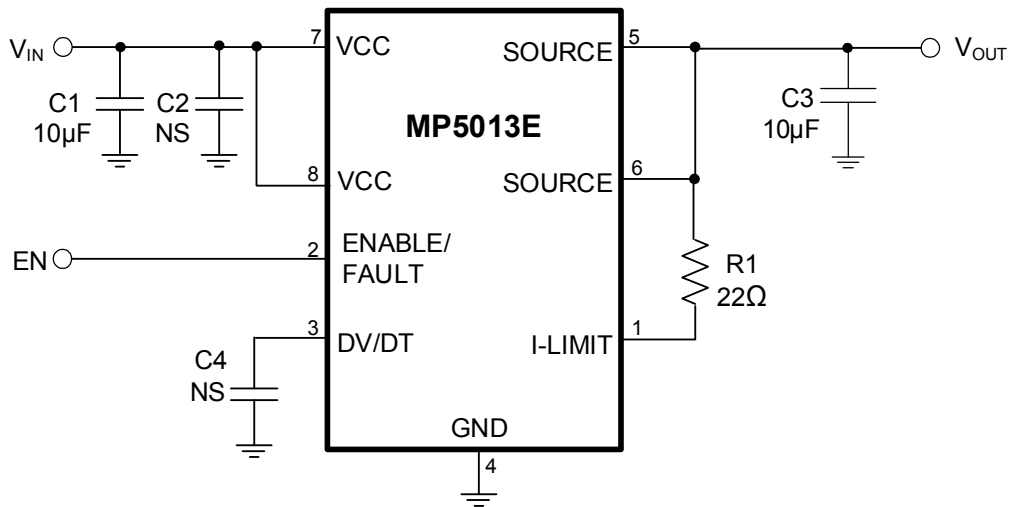 V_IN
C1
10µF
C2
NS
7
VCC
8
VCC
MP5013E
SOURCE
5
SOURCE
6
V_OUT
C3
10µF
EN
2
ENABLE/
FAULT
R1
22Ω
3
DV/DT
C4
NS
I-LIMIT
1
GND
4